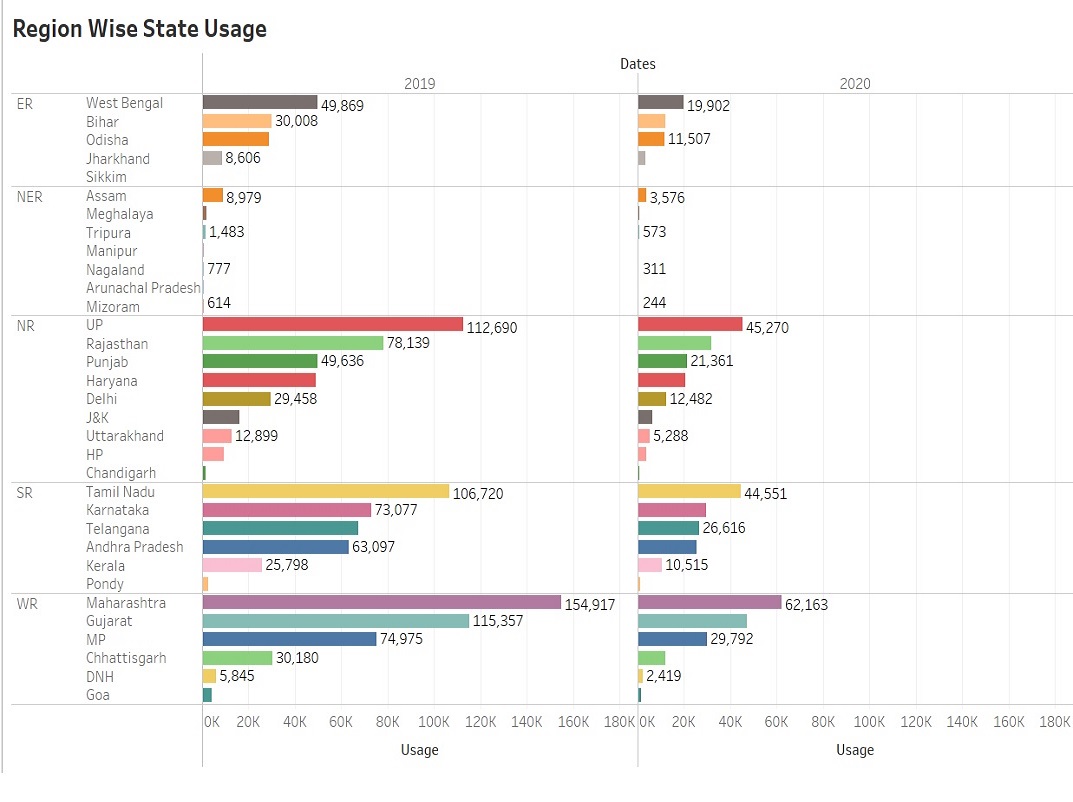 Region Wise State Usage
Dates
2019 2020
ER West Bengal 49,869 19,902
Bihar 30,008
Odisha 11,507
Jharkhand 8,606
Sikkim
NER Assam 8,979 3,576
Meghalaya
Tripura 1,483 573
Manipur
Nagaland 777 311
Arunachal Pradesh
Mizoram 614 244
NR UP 112,690 45,270
Rajasthan 78,139
Punjab 49,636 21,361
Haryana
Delhi 29,458 12,482
J&K
Uttarakhand 12,899 5,288
HP
Chandigarh
SR Tamil Nadu 106,720 44,551
Karnataka 73,077
Telangana 26,616
Andhra Pradesh 63,097
Kerala 25,798 10,515
Pondy
WR Maharashtra 154,917 62,163
Gujarat 115,357
MP 74,975 29,792
Chhattisgarh 30,180
DNH 5,845 2,419
Goa
0K 20K 40K 60K 80K 100K 120K 140K 160K 180K 0K 20K 40K 60K 80K 100K 120K 140K 160K 180K
Usage Usage